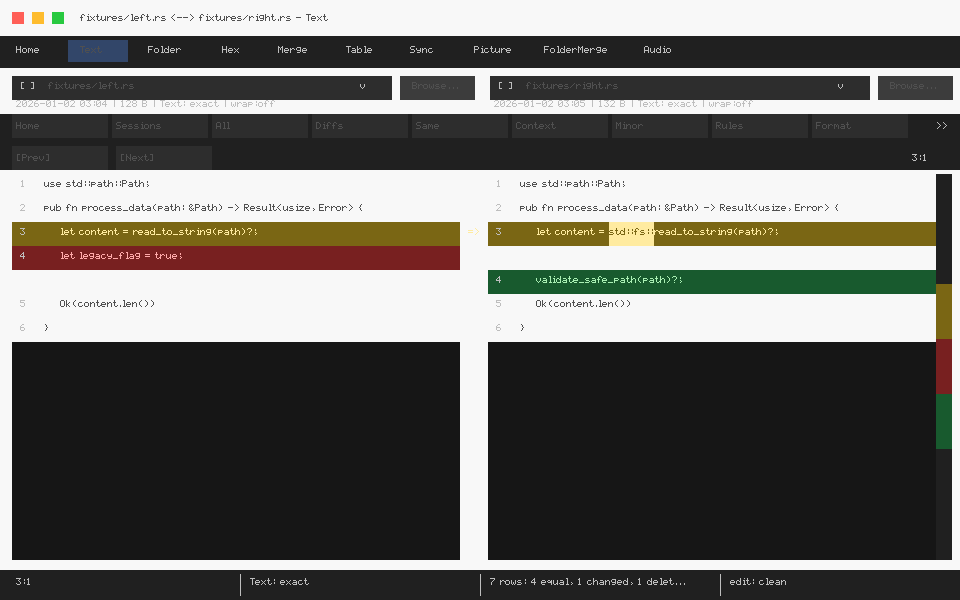 fixtures/left.rs <--> fixtures/right.rs - Text
Home Text Folder Hex Merge Table Sync Picture FolderMerge Audio
[ ] fixtures/left.rs v Browse... [ ] fixtures/right.rs v Browse...
2026-01-02 03:04 | 128 B | Text: exact | wrap:off 2026-01-02 03:05 | 132 B | Text: exact | wrap:off
Home Sessions All Diffs Same Context Minor Rules Format >>
[Prev] [Next] 3:1
1 use std::path::Path; 1 use std::path::Path;
2 pub fn process_data(path: &Path) -> Result<usize, Error> { 2 pub fn process_data(path: &Path) -> Result<usize, Error> {
3 let content = read_to_string(path)?; => 3 let content = std::fs::read_to_string(path)?;
4 let legacy_flag = true;
4 validate_safe_path(path)?;
5 Ok(content.len()) 5 Ok(content.len())
6 } 6 }
3:1 Text: exact 7 rows: 4 equal, 1 changed, 1 delet... edit: clean